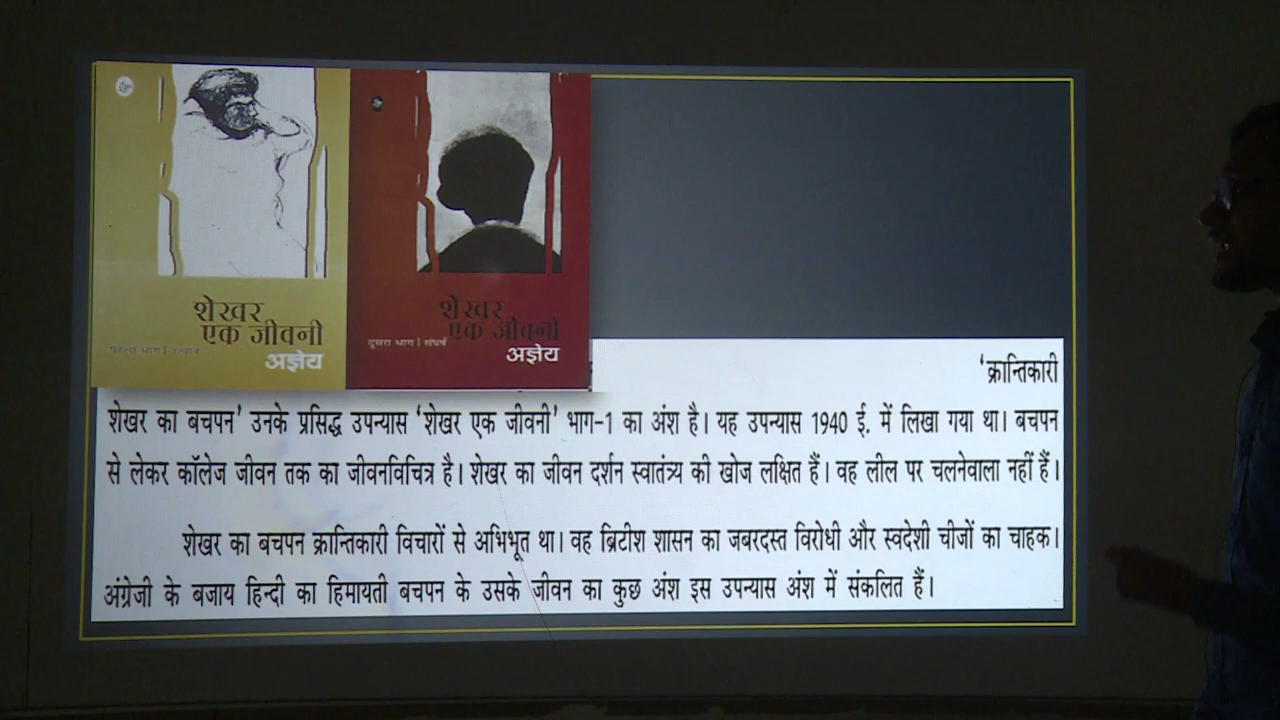 शेखर
एक जीवनी
पहला भाग | उत्थान
अज्ञेय
शेखर
एक जीवनी
दूसरा भाग | संघर्ष
अज्ञेय
‘क्रान्तिकारी
शेखर का बचपन’ उनके प्रसिद्ध उपन्यास ‘शेखर एक जीवनी’ भाग-1 का अंश है। यह उपन्यास 1940 ई. में लिखा गया था। बचपन
से लेकर कॉलेज जीवन तक का जीवनविचित्र है। शेखर का जीवन दर्शन स्वातंत्र्य की खोज लक्षित हैं। वह लील पर चलनेवाला नहीं हैं।
शेखर का बचपन क्रान्तिकारी विचारों से अभिभूत था। वह ब्रिटीश शासन का जबरदस्त विरोधी और स्वदेशी चीजों का चाहक।
अंग्रेजी के बजाय हिन्दी का हिमायती बचपन के उसके जीवन का कुछ अंश इस उपन्यास अंश में संकलित हैं।